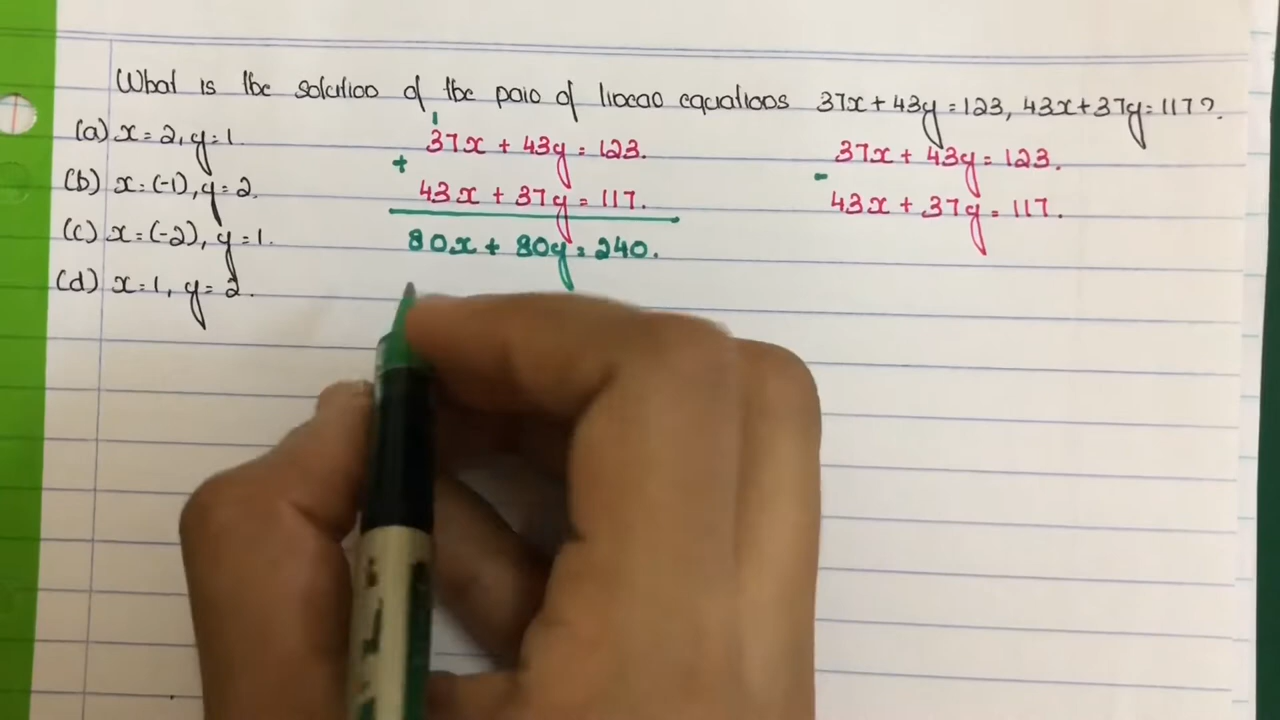 What is the solution of the pair of linear equations 37x + 43y = 123, 43x + 37y = 117?
(a) x = 2, y = 1.
(b) x = (-1), y = 2.
(c) x = (-2), y = 1.
(d) x = 1, y = 2.
1
37x + 43y = 123.
+
43x + 37y = 117.
80x + 80y = 240.
37x + 43y = 123.
-
43x + 37y = 117.